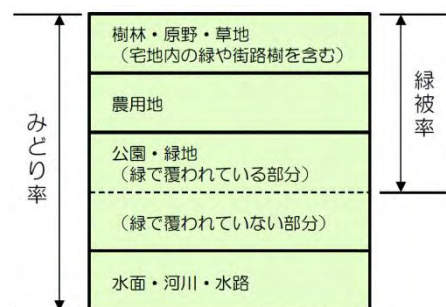 樹林・原野・草地
（宅地内の緑や街路樹を含む）
農用地
公園・緑地
（緑で覆われている部分）
（緑で覆われていない部分）
水面・河川・水路
みどり率
緑被率